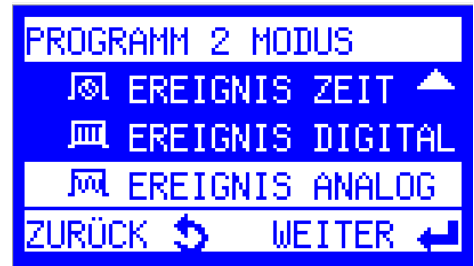 PROGRAMM 2 MODUS
EREIGNIS ZEIT
EREIGNIS DIGITAL
EREIGNIS ANALOG
ZURÜCK WEITER